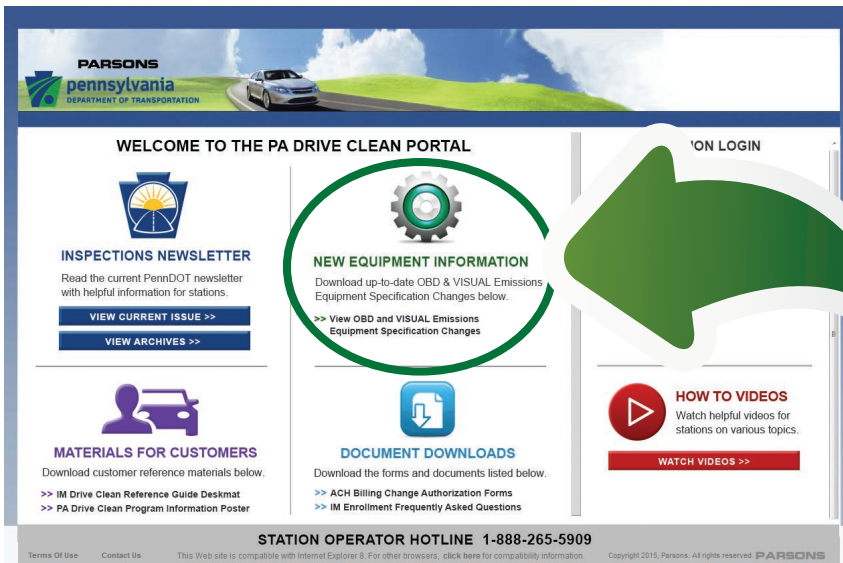 PARSONS
pennsylvania
DEPARTMENT OF TRANSPORTATION
WELCOME TO THE PA DRIVE CLEAN PORTAL
INSPECTIONS NEWSLETTER
Read the current PennDOT newsletter
with helpful information for stations.
VIEW CURRENT ISSUE >>
VIEW ARCHIVES >>
NEW EQUIPMENT INFORMATION
Download up-to-date OBD & VISUAL Emissions
Equipment Specification Changes below.
>> View OBD and VISUAL Emissions
Equipment Specification Changes
ON LOGIN
MATERIALS FOR CUSTOMERS
Download customer reference materials below.
>> IM Drive Clean Reference Guide Deskmat
>> PA Drive Clean Program Information Poster
DOCUMENT DOWNLOADS
Download the forms and documents listed below.
>> ACH Billing Change Authorization Forms
>> IM Enrollment Frequently Asked Questions
HOW TO VIDEOS
Watch helpful videos for
stations on various topics.
WATCH VIDEOS >>
STATION OPERATOR HOTLINE 1-888-265-5909
Terms Of Use Contact Us This Web site is compatible with Internet Explorer 8. For other browsers, click here for compatibility information. Copyright 2015, Parsons. All rights reserved. PARSONS